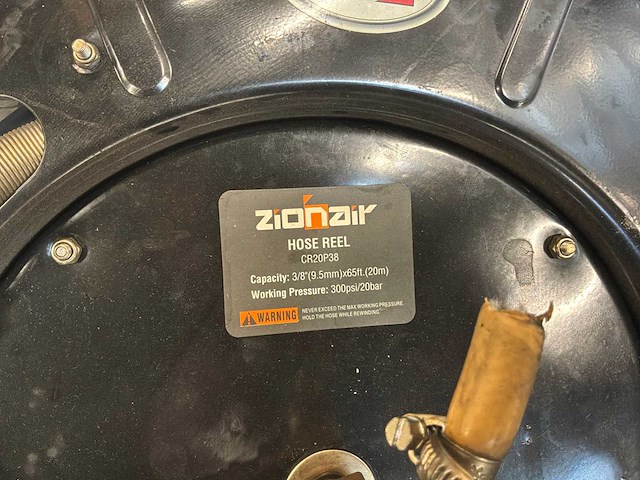 zionair
HOSE REEL
CR20P38
Capacity: 3/8"(9.5mm)x65ft.(20m)
Working Pressure: 300psi/20bar
WARNING NEVER EXCEED THE MAX WORKING PRESSURE.
HOLD THE HOSE WHILE REWINDING.